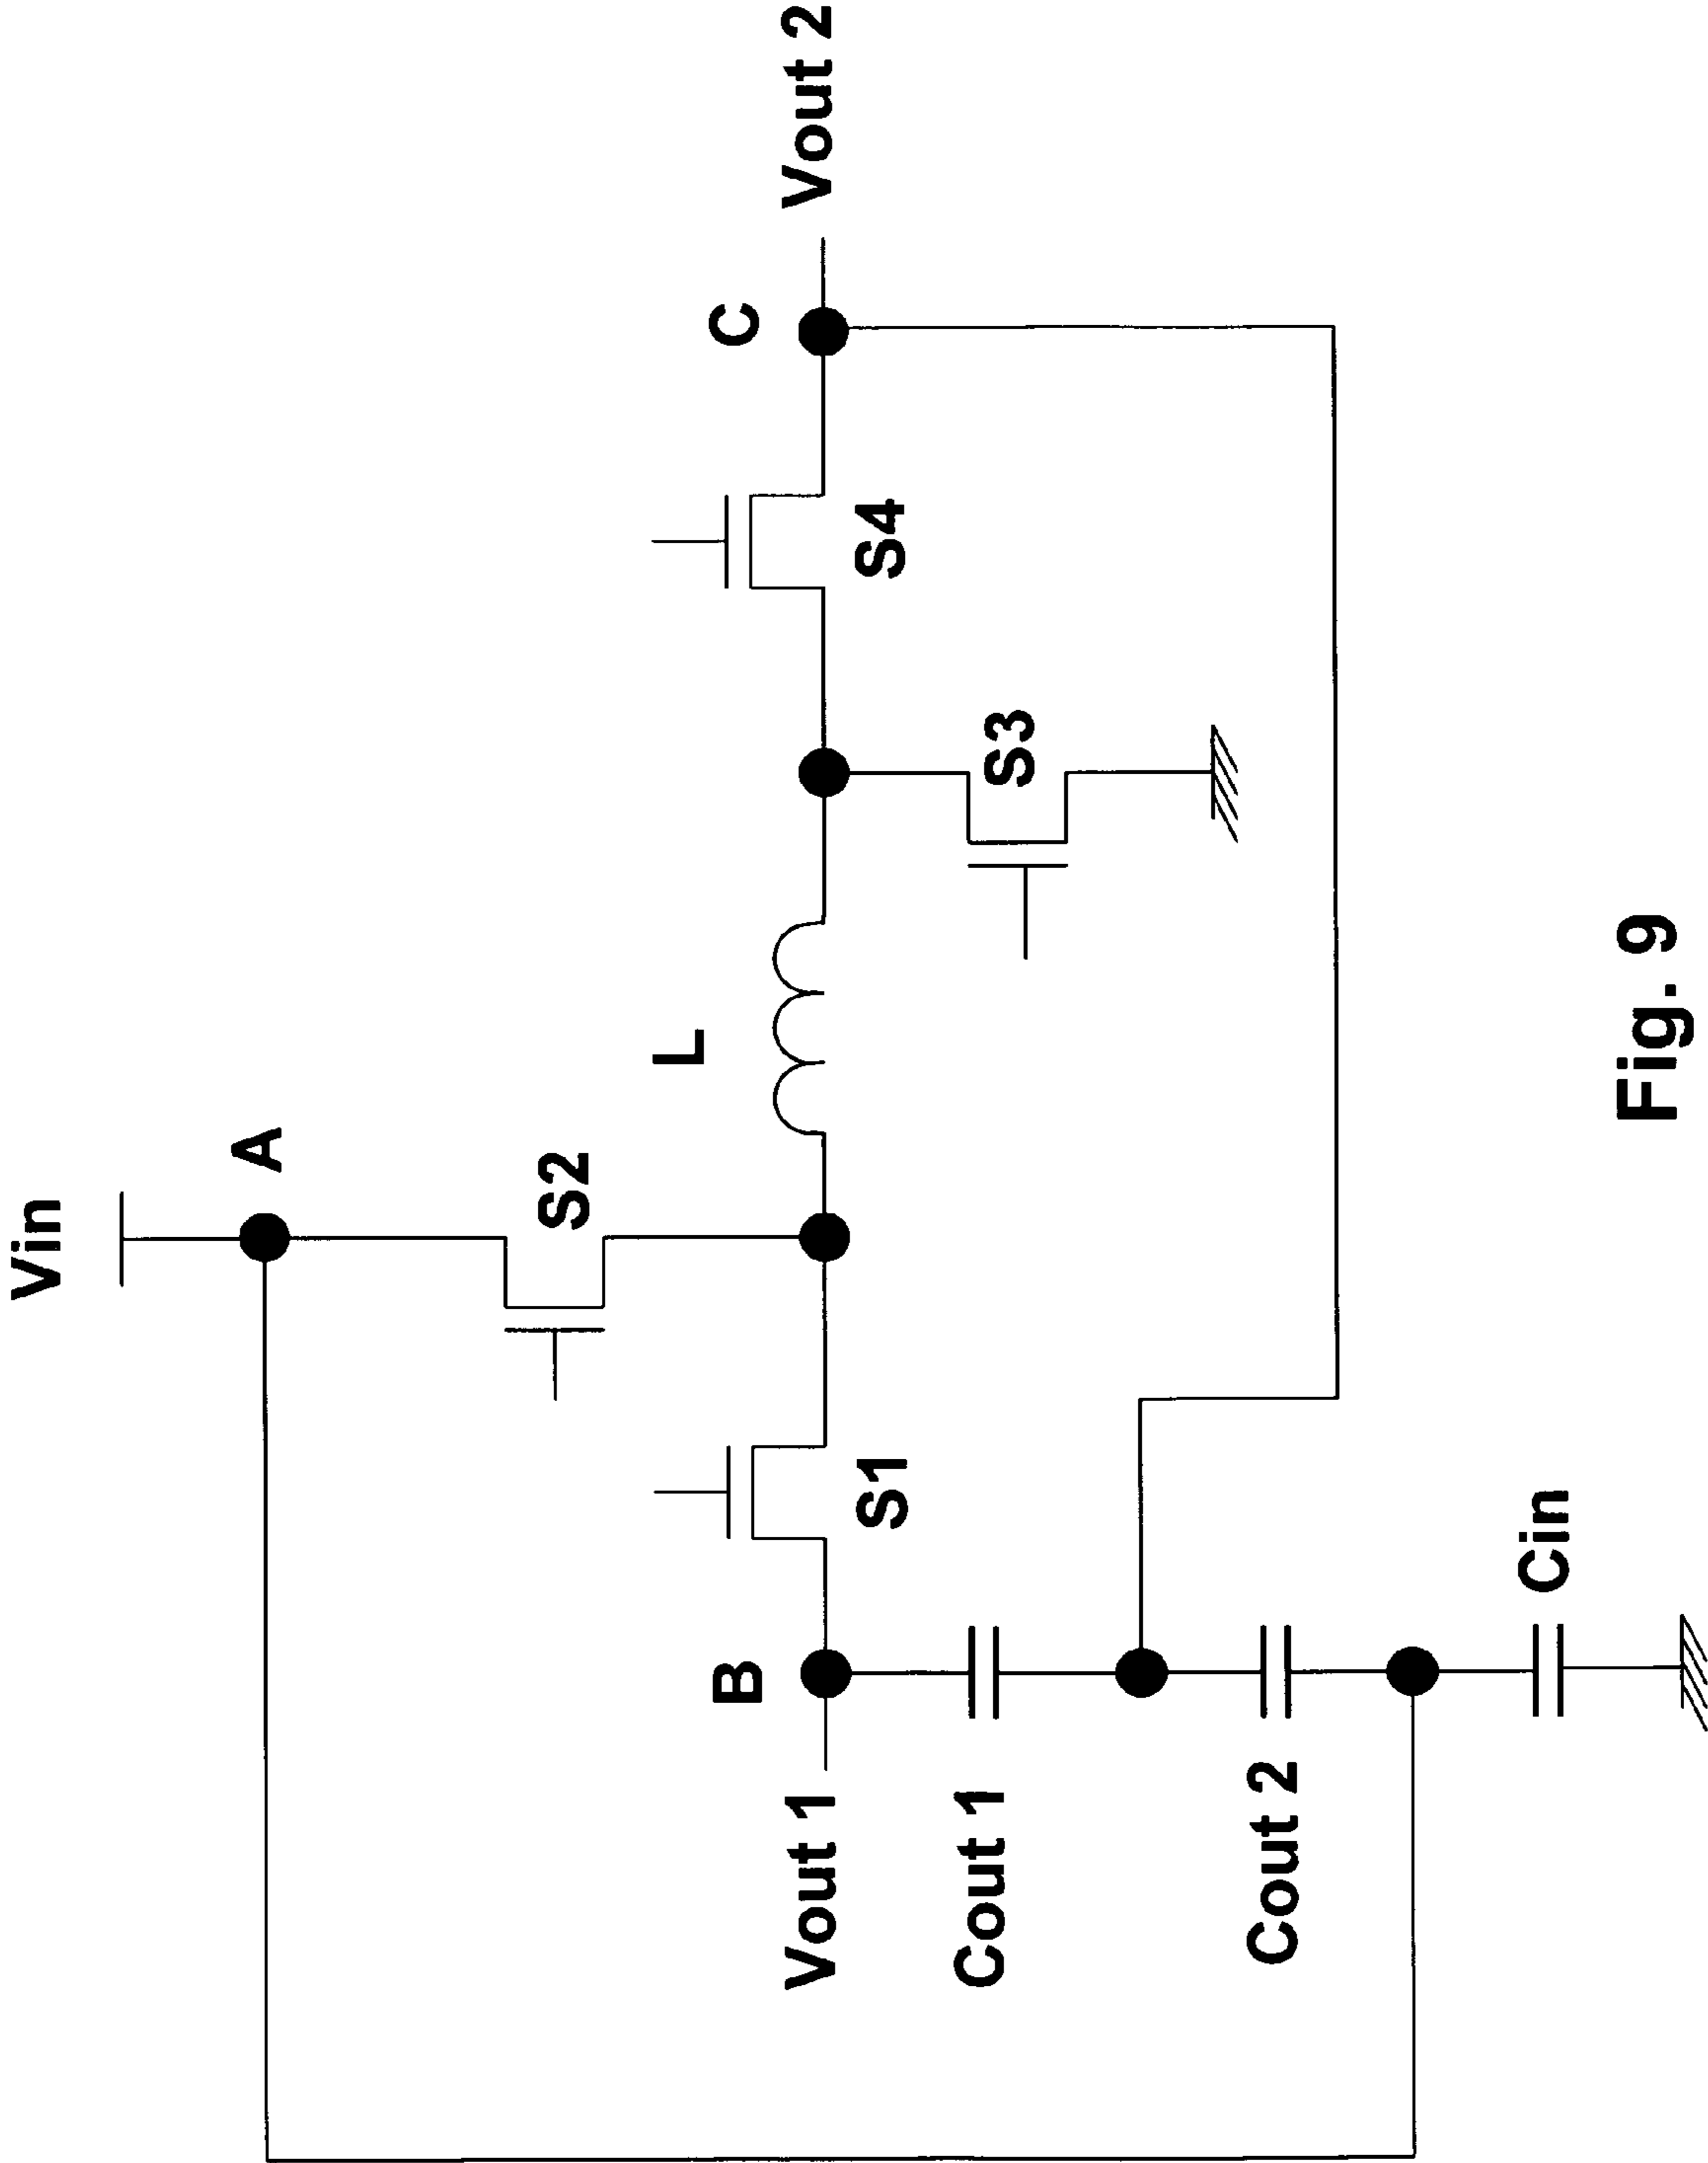 Vin
A
S2
L
B
S1
S3
S4
C
Vout 2
Vout 1
Cout 1
Cout 2
Cin
Fig. 9